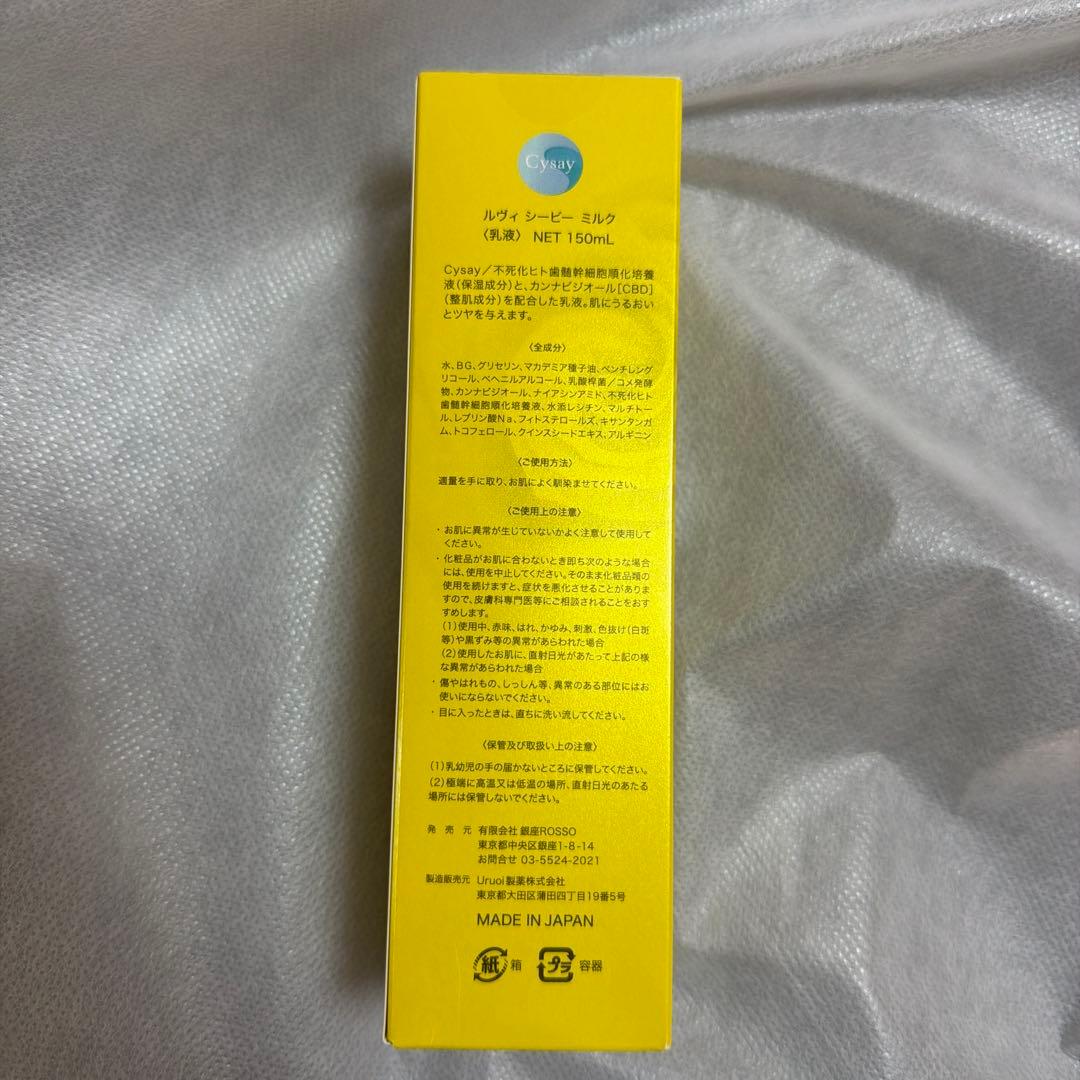 Cysay
ルヴィ シービー ミルク
〈乳液〉 NET 150mL
Cysay／不死化ヒト歯髄幹細胞順化培養
液(保湿成分)と、カンナビジオール[CBD]
(整肌成分)を配合した乳液。肌にうるおい
とツヤを与えます。
〈全成分〉
水、BG、グリセリン、マカデミア種子油、ペンチレング
リコール、ベヘニルアルコール、乳酸桿菌／コメ発酵
物、カンナビジオール、ナイアシンアミド、不死化ヒト
歯髄幹細胞順化培養液、水添レシチン、マルチトー
ル、レブリン酸Na、フィトステロールズ、キサンタンガ
ム、トコフェロール、クインスシードエキス、アルギニン
〈ご使用方法〉
適量を手に取り、お肌によく馴染ませてください。
〈ご使用上の注意〉
・お肌に異常が生じていないかよく注意して使用して
ください。
・化粧品がお肌に合わないとき即ち次のような場合
には、使用を中止してください。そのまま化粧品類の
使用を続けますと、症状を悪化させることがありま
すので、皮膚科専門医等にご相談されることをおす
すめします。
(1)使用中、赤味、はれ、かゆみ、刺激、色抜け(白斑
等)や黒ずみ等の異常があらわれた場合
(2)使用したお肌に、直射日光があたって上記の様
な異常があらわれた場合
・傷やはれもの、しっしん等、異常のある部位にはお
使いにならないでください。
・目に入ったときは、直ちに洗い流してください。
〈保管及び取扱い上の注意〉
(1)乳幼児の手の届かないところに保管してください。
(2)極端に高温又は低温の場所、直射日光のあたる
場所には保管しないでください。
発売元 有限会社 銀座ROSSO
東京都中央区銀座1-8-14
お問合せ 03-5524-2021
製造販売元 Uruoi製薬株式会社
東京都大田区蒲田四丁目19番5号
MADE IN JAPAN
紙 箱 プラ 容器